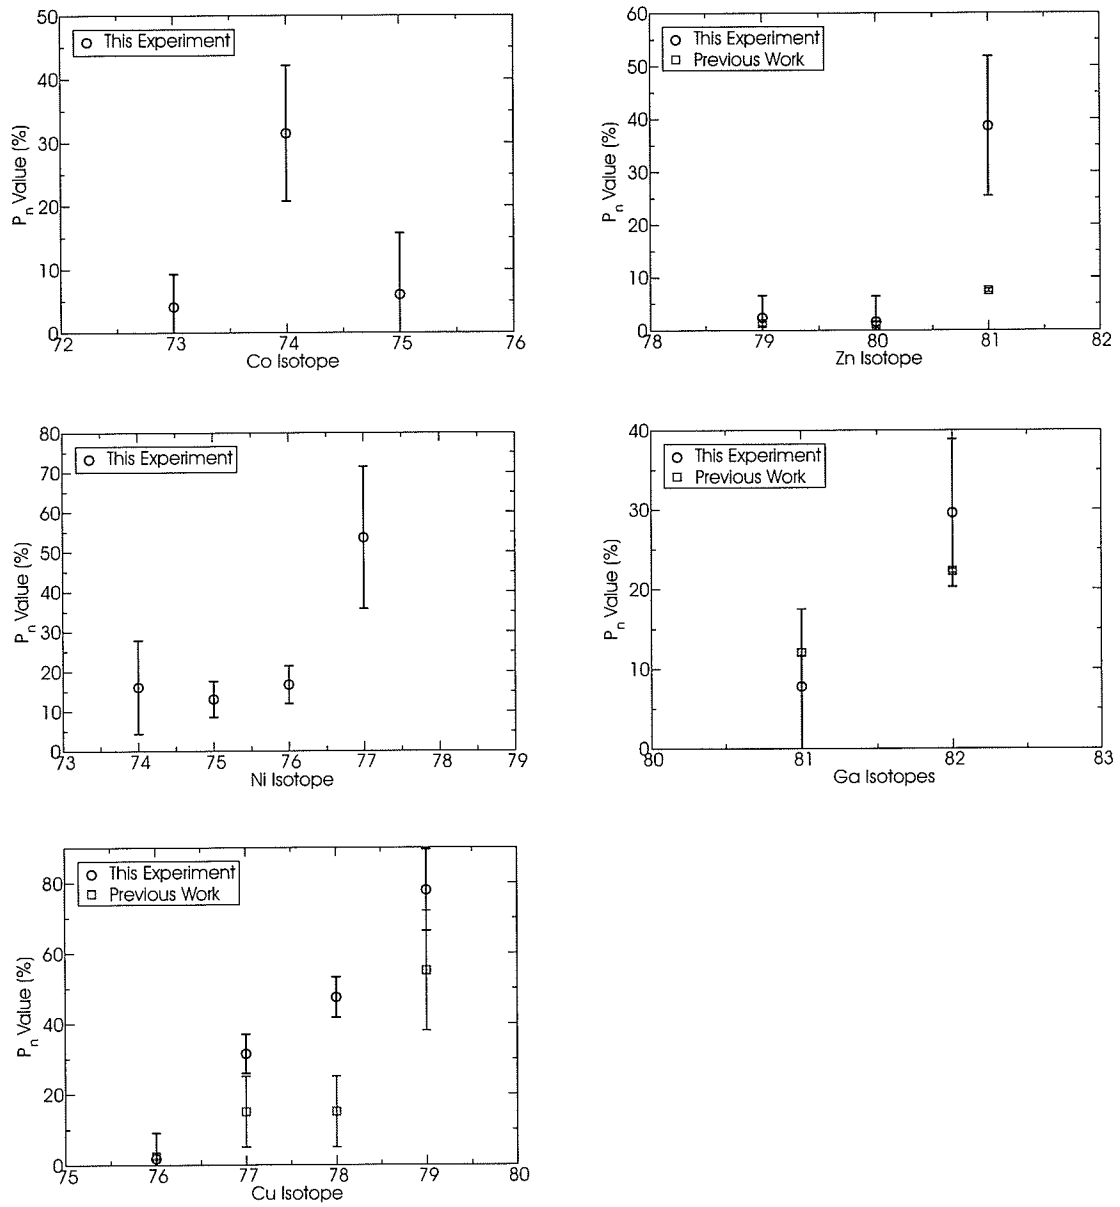 50
40
30
20
10
0
P_n Value (%)
This Experiment
72 73 74 75 76
Co Isotope
60
50
40
30
20
10
0
P_n Value (%)
This Experiment
Previous Work
78 79 80 81 82
Zn Isotope
80
70
60
50
40
30
20
10
0
P_n Value (%)
This Experiment
73 74 75 76 77 78 79
Ni Isotope
40
30
20
10
0
P_n Value (%)
This Experiment
Previous Work
80 81 82 83
Ga Isotopes
80
60
40
20
0
P_n Value (%)
This Experiment
Previous Work
75 76 77 78 79 80
Cu Isotope